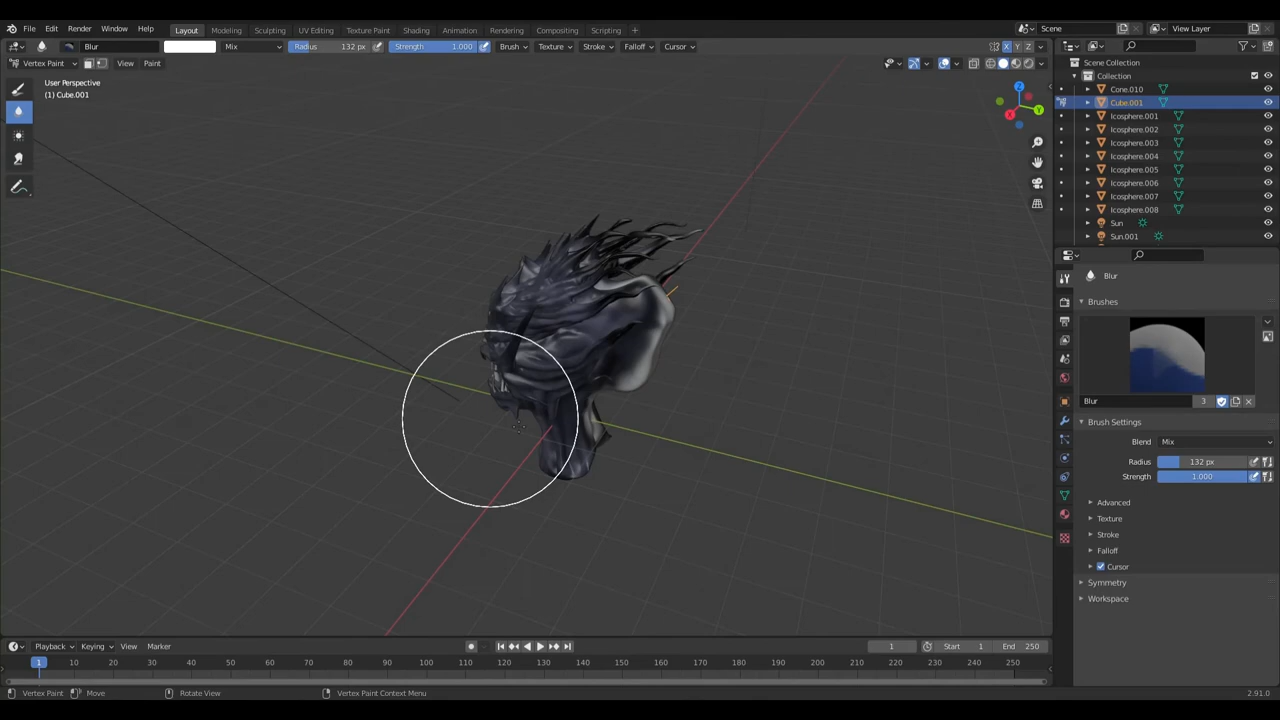 File Edit Render Window Help Layout Modeling Sculpting UV Editing Texture Paint Shading Animation Rendering Compositing Scripting + Scene View Layer
Blur Mix Radius 132 px Strength 1.000 Brush Texture Stroke Falloff Cursor X Y Z
Vertex Paint View Paint
User Perspective
(1) Cube.001
Z
Y
X
Scene Collection
Collection
Cone.010
Cube.001
Icosphere.001
Icosphere.002
Icosphere.003
Icosphere.004
Icosphere.005
Icosphere.006
Icosphere.007
Icosphere.008
Sun
Sun.001
Blur
Brushes
Blur 3
Brush Settings
Blend Mix
Radius 132 px
Strength 1.000
Advanced
Texture
Stroke
Falloff
Cursor
Symmetry
Workspace
Playback Keying View Marker 1 Start 1 End 250
1 10 20 30 40 50 60 70 80 90 100 110 120 130 140 150 160 170 180 190 200 210 220 230 240 250
Vertex Paint Move Rotate View Vertex Paint Context Menu 2.91.0